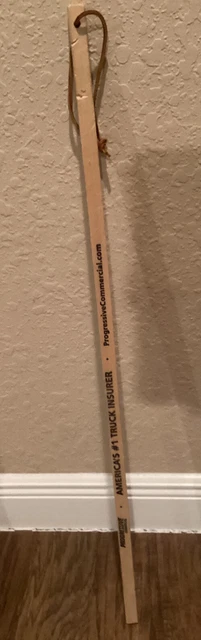 AMERICA'S #1 TRUCK INSURER • ProgressiveCommercial.com